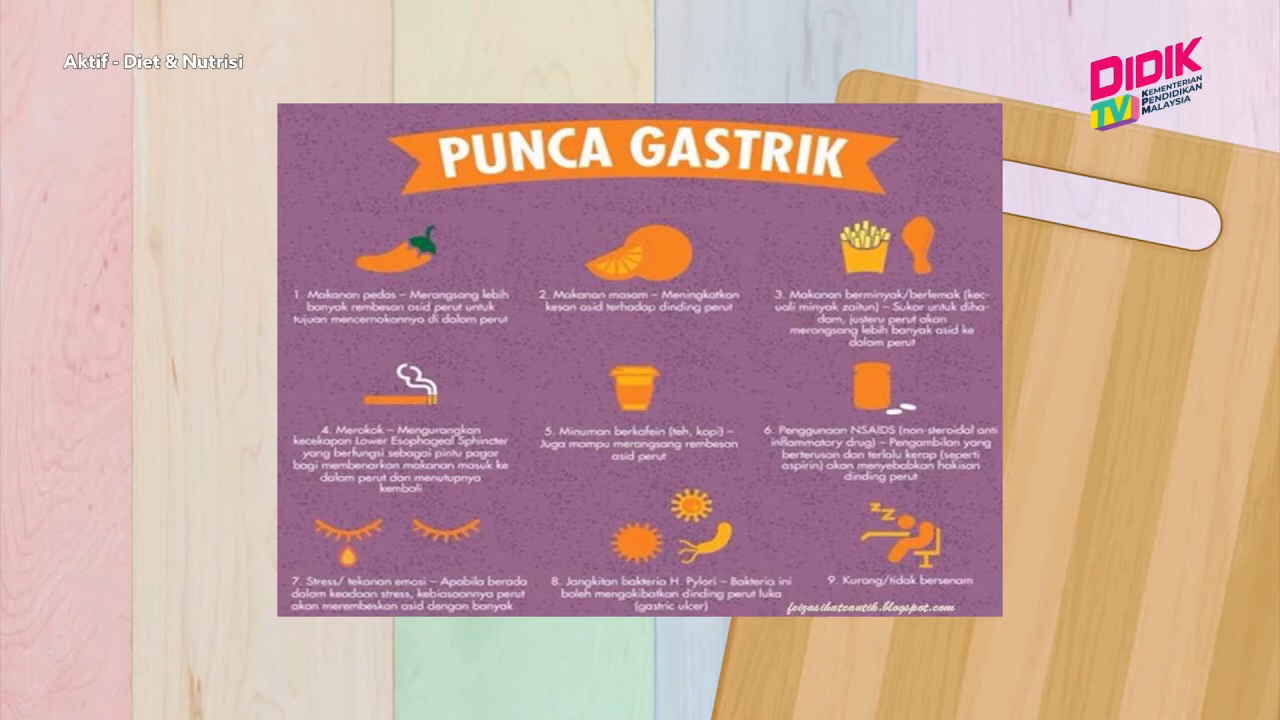 Aktif - Diet & Nutrisi
DIDIK
TV
KEMENTERIAN
PENDIDIKAN
MALAYSIA
PUNCA GASTRIK
1. Makanan pedas – Merangsang lebih
banyak rembesan asid perut untuk
tujuan mencernakannya di dalam perut
2. Makanan masam – Meningkatkan
kesan asid terhadap dinding perut
3. Makanan berminyak/berlemak (kec-
uali minyak zaitun) – Sukar untuk diha-
dam, justeru perut akan
merangsang lebih banyak asid ke
dalam perut
4. Merokok – Mengurangkan
kecekapan Lower Esophageal Sphincter
yang berfungsi sebagai pintu pagar
bagi membenarkan makanan masuk ke
dalam perut dan menutupnya
kembali
5. Minuman berkafein (teh, kopi) –
Juga mampu merangsang rembesan
asid perut
6. Penggunaan NSAIDS (non-steroidal anti
inflammatory drug) – Pengambilan yang
berterusan dan terlalu kerap (seperti
aspirin) akan menyebabkan hakisan
dinding perut
7. Stress/ tekanan emosi – Apabila berada
dalam keadaan stress, kebiasaannya perut
akan merembeskan asid dengan banyak
8. Jangkitan bakteria H. Pylori – Bakteria ini
boleh mengakibatkan dinding perut luka
(gastric ulcer)
9. Kurang/tidak bersenam
feizasihatcantik.blogspot.com